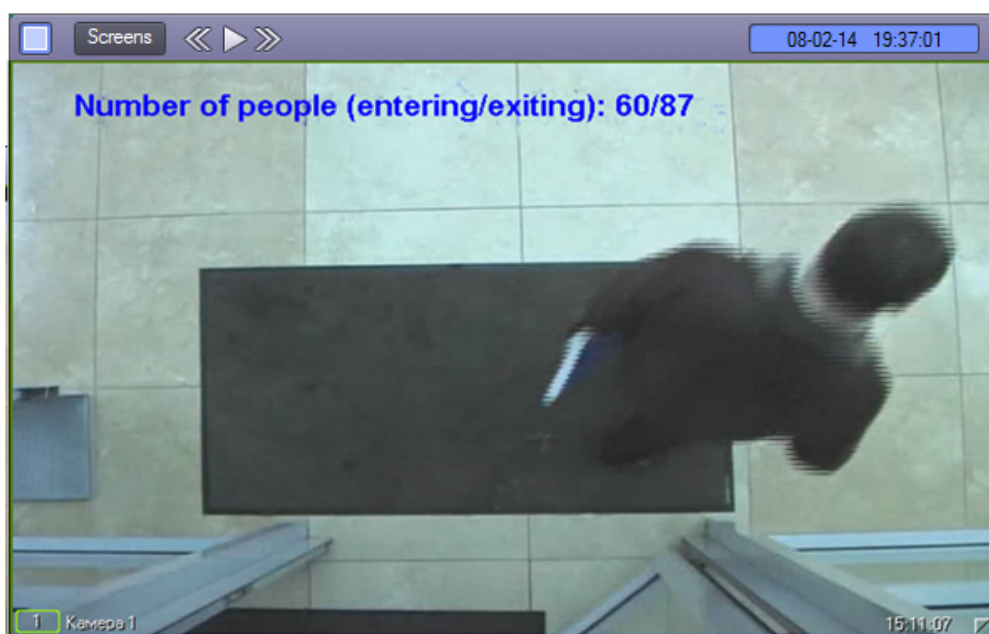 Screens
08-02-14 19:37:01
Number of people (entering/exiting): 60/87
1 Камера 1
15:11:07